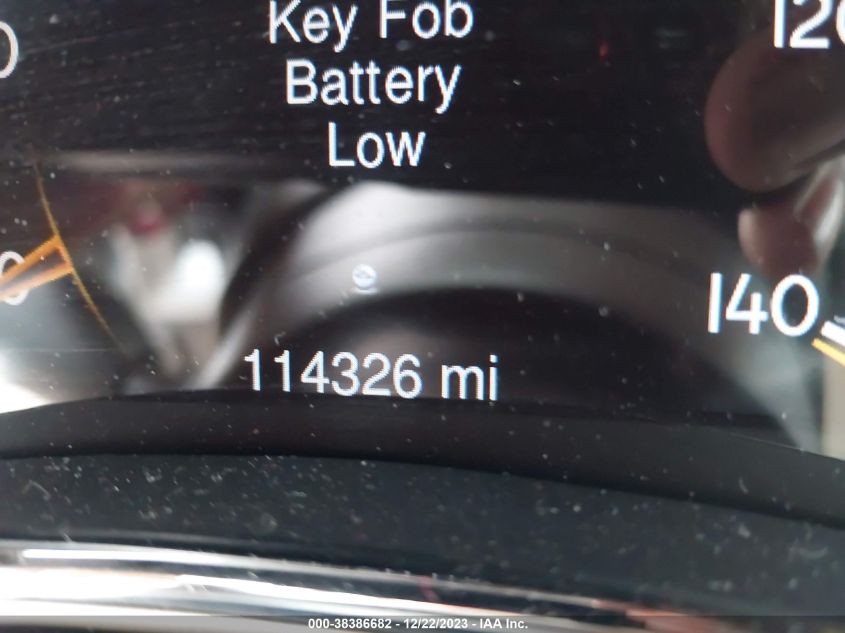 Key Fob
120
Battery
Low
140
114326 mi
000-38386682 - 12/22/2023 - IAA Inc.